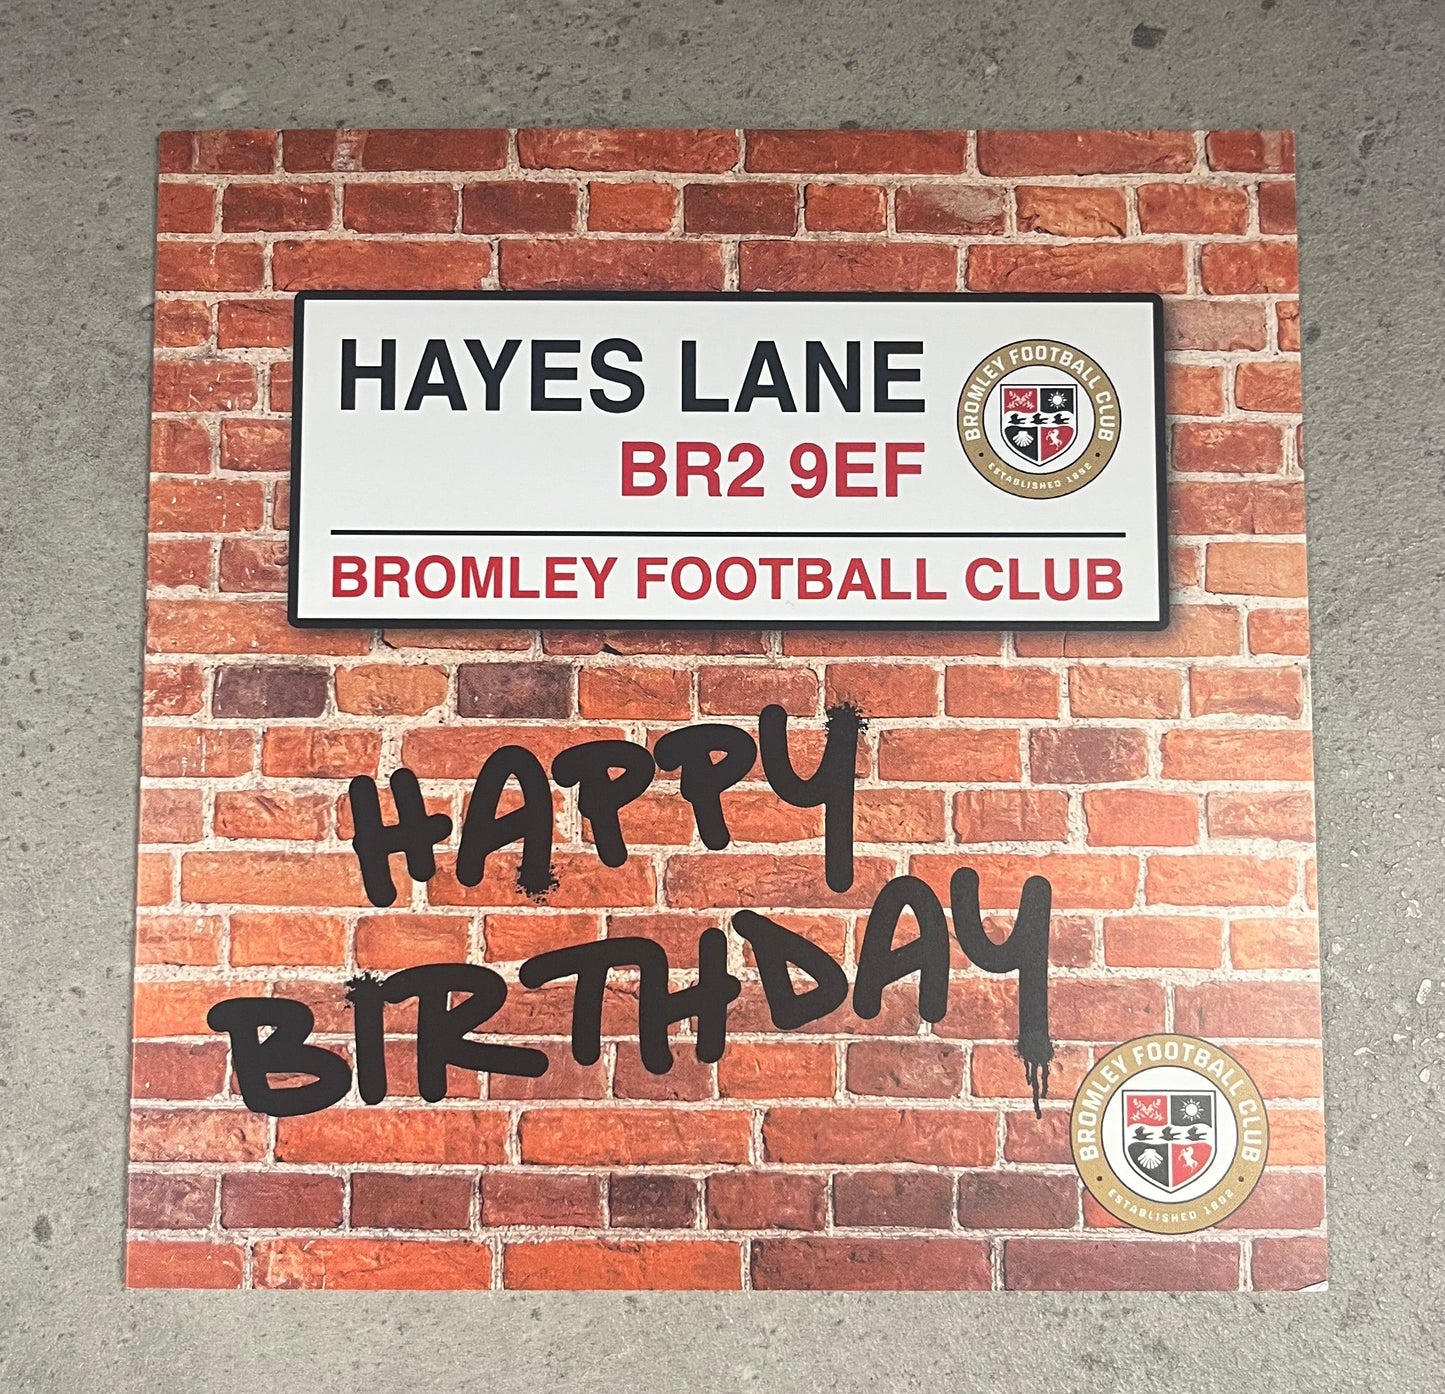 HAYES LANE
BR2 9EF
BROMLEY FOOTBALL CLUB
ESTABLISHED 1892
BROMLEY FOOTBALL CLUB
HAPPY
BIRTHDAY
BROMLEY FOOTBALL CLUB
ESTABLISHED 1892